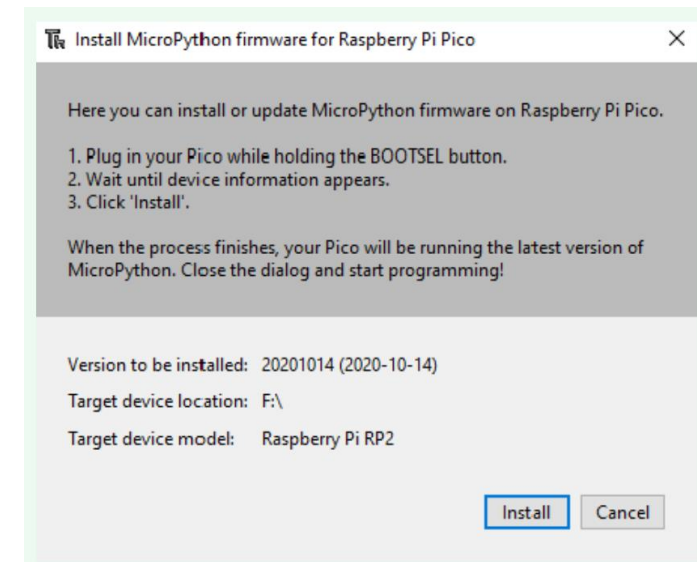 Install MicroPython firmware for Raspberry Pi Pico
Here you can install or update MicroPython firmware on Raspberry Pi Pico.
1. Plug in your Pico while holding the BOOTSEL button.
2. Wait until device information appears.
3. Click 'Install'.
When the process finishes, your Pico will be running the latest version of
MicroPython. Close the dialog and start programming!
Version to be installed: 20201014 (2020-10-14)
Target device location: F:\
Target device model: Raspberry Pi RP2
Install Cancel